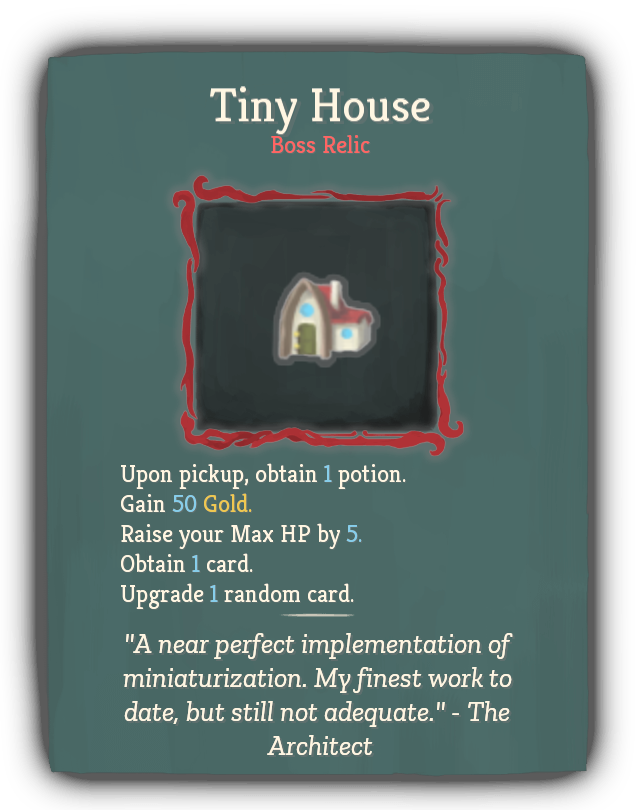 Tiny House
Boss Relic
Upon pickup, obtain 1 potion.
Gain 50 Gold.
Raise your Max HP by 5.
Obtain 1 card.
Upgrade 1 random card.
"A near perfect implementation of
miniaturization. My finest work to
date, but still not adequate." - The
Architect